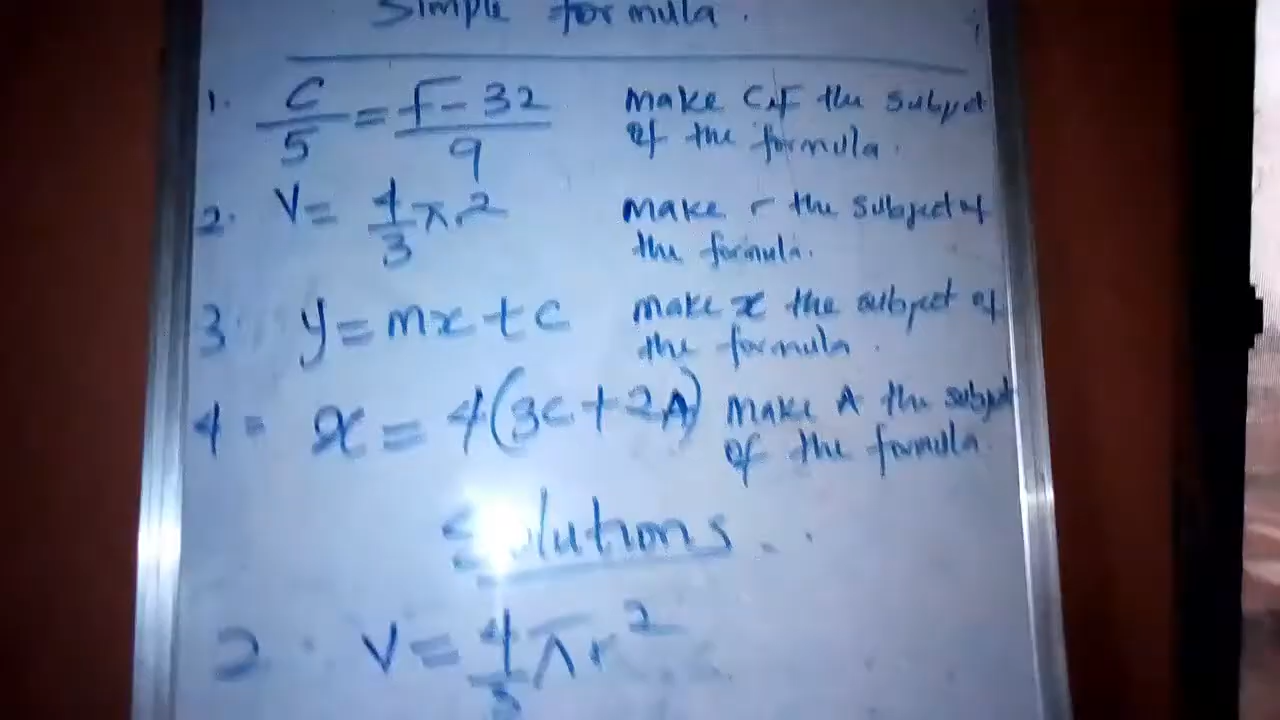 Simple formula.
1. C/5 = F - 32/9 make C,F the subject
of the formula.
2. V = 4/3 πr² make r the subject of
the formula.
3. y = mx + c make x the subject of
the formula.
4 = x = 4(3c + 2A) make A the subject
of the formula.
Solutions..
2. V = 4/3 πr²